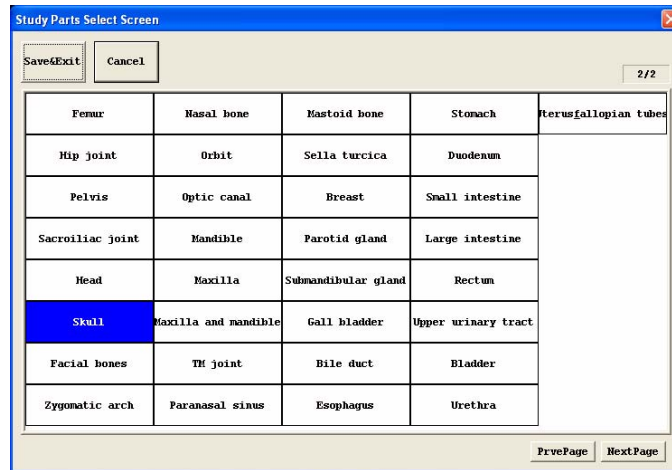 Study Parts Select Screen
Save&Exit Cancel
2/2
Femur Nasal bone Mastoid bone Stomach Uterusfallopian tubes
Hip joint Orbit Sella turcica Duodenum
Pelvis Optic canal Breast Small intestine
Sacroiliac joint Mandible Parotid gland Large intestine
Head Maxilla Submandibular gland Rectum
Skull Maxilla and mandible Gall bladder Upper urinary tract
Facial bones TM joint Bile duct Bladder
Zygomatic arch Paranasal sinus Esophagus Urethra
PrvePage NextPage